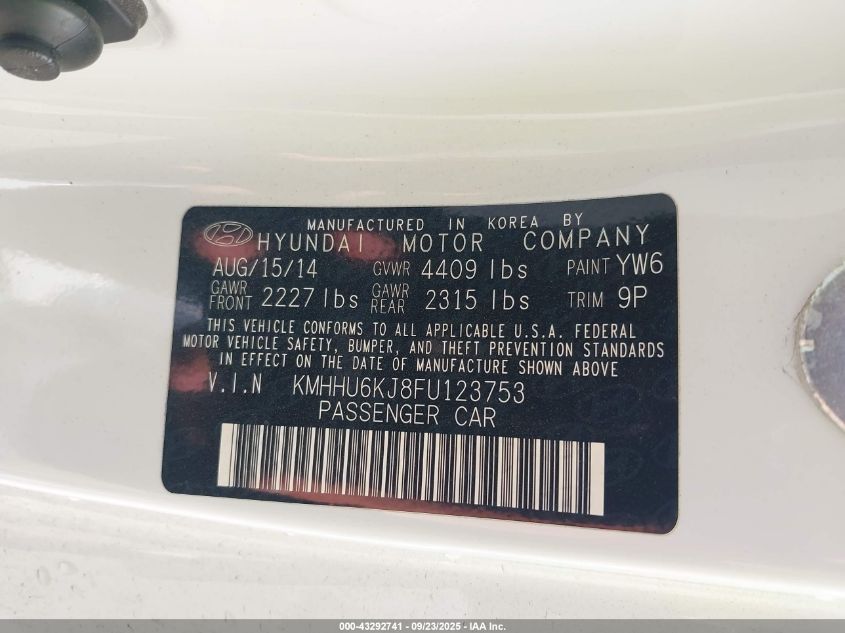 MANUFACTURED IN KOREA BY
HYUNDAI MOTOR COMPANY
AUG/15/14 GVWR 4409 lbs PAINT YW6
GAWR FRONT 2227 lbs GAWR REAR 2315 lbs TRIM 9P
THIS VEHICLE CONFORMS TO ALL APPLICABLE U.S.A. FEDERAL
MOTOR VEHICLE SAFETY, BUMPER, AND THEFT PREVENTION STANDARDS
IN EFFECT ON THE DATE OF MANUFACTURE SHOWN ABOVE
V.I.N KMHHU6KJ8FU123753
PASSENGER CAR
000-43292741 - 09/23/2025 - IAA Inc.